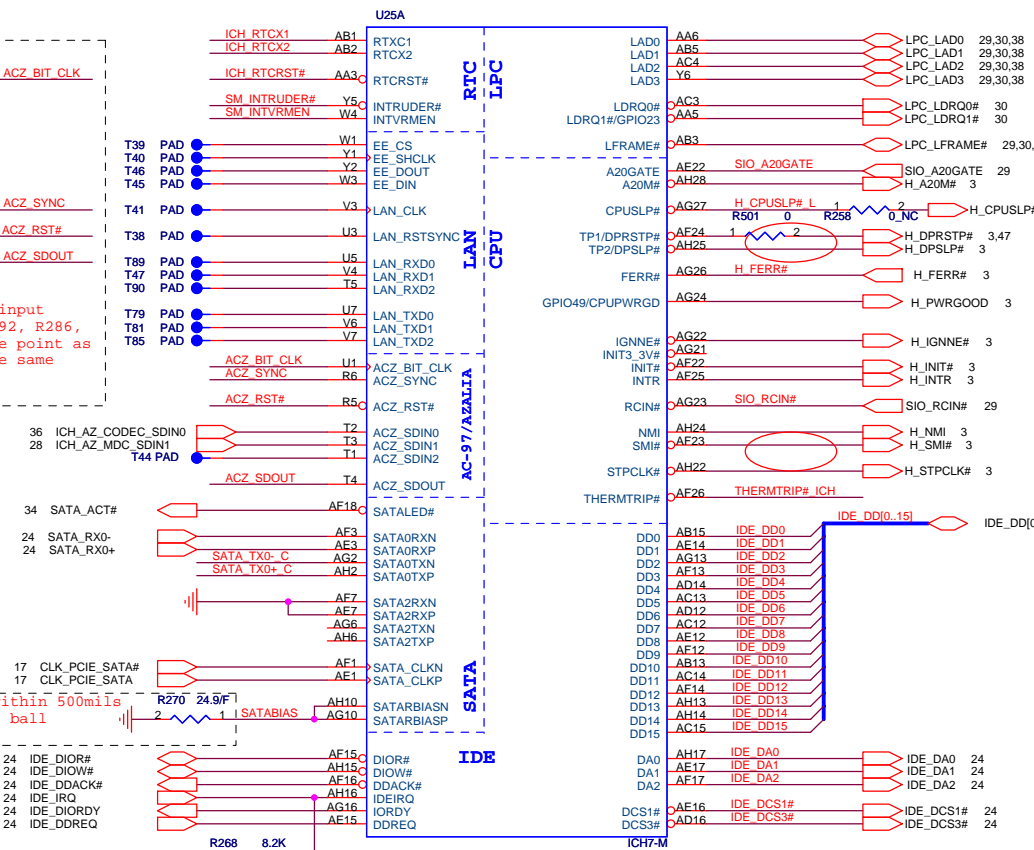 U25A
ICH_RTCX1 AB1 RTXC1 LAD0 AA6 LPC_LAD0 29,30,38
ICH_RTCX2 AB2 RTCX2 LAD1 AB5 LPC_LAD1 29,30,38
LAD2 AC4 LPC_LAD2 29,30,38
ACZ_BIT_CLK ICH_RTCRST# AA3 RTCRST# LAD3 Y6 LPC_LAD3 29,30,38
RTC LPC
SM_INTRUDER# Y5 INTRUDER# LDRQ0# AC3 LPC_LDRQ0# 30
SM_INTVRMEN W4 INTVRMEN LDRQ1#/GPIO23 AA5 LPC_LDRQ1# 30
T39 PAD W1 EE_CS LFRAME# AB3 LPC_LFRAME# 29,30,
T40 PAD Y1 EE_SHCLK
T46 PAD Y2 EE_DOUT A20GATE AE22 SIO_A20GATE SIO_A20GATE 29
T45 PAD W3 EE_DIN A20M# AH28 H_A20M# 3
ACZ_SYNC T41 PAD V3 LAN_CLK CPUSLP# AG27 H_CPUSLP#_L 1 2 H_CPUSLP#
R501 0 R258 0_NC
ACZ_RST# T38 PAD U3 LAN_RSTSYNC TP1/DPRSTP# AF24 1 2 H_DPRSTP# 3,47
LAN CPU
TP2/DPSLP# AH25 H_DPSLP# 3
ACZ_SDOUT T89 PAD U5 LAN_RXD0
T47 PAD V4 LAN_RXD1 FERR# AG26 H_FERR# H_FERR# 3
T90 PAD T5 LAN_RXD2
GPIO49/CPUPWRGD AG24 H_PWRGOOD 3
input
T79 PAD U7 LAN_TXD0
92, R286,
T81 PAD V6 LAN_TXD1
T85 PAD V7 LAN_TXD2 IGNNE# AG22 H_IGNNE# 3
e point as
INIT3_3V# AG21
e same
ACZ_BIT_CLK U1 ACZ_BIT_CLK INIT# AF22 H_INIT# 3
ACZ_SYNC R6 ACZ_SYNC INTR AF25 H_INTR 3
ACZ_RST# R5 ACZ_RST# RCIN# AG23 SIO_RCIN# SIO_RCIN# 29
AC-97/AZALIA
36 ICH_AZ_CODEC_SDIN0 T2 ACZ_SDIN0 NMI AH24 H_NMI 3
28 ICH_AZ_MDC_SDIN1 T3 ACZ_SDIN1 SMI# AF23 H_SMI# 3
T44 PAD T1 ACZ_SDIN2
STPCLK# AH22 H_STPCLK# 3
ACZ_SDOUT T4 ACZ_SDOUT
THERMTRIP# AF26 THERMTRIP#_ICH
34 SATA_ACT# AF18 SATALED#
IDE_DD[0..15] IDE_DD[0
24 SATA_RX0- AF3 SATA0RXN DD0 AB15 IDE_DD0
24 SATA_RX0+ AE3 SATA0RXP DD1 AE14 IDE_DD1
SATA_TX0-_C AG2 SATA0TXN DD2 AG13 IDE_DD2
SATA_TX0+_C AH2 SATA0TXP DD3 AF13 IDE_DD3
DD4 AD14 IDE_DD4
AF7 SATA2RXN DD5 AC13 IDE_DD5
AE7 SATA2RXP DD6 AD12 IDE_DD6
AG6 SATA2TXN DD7 AC12 IDE_DD7
AH6 SATA2TXP DD8 AE12 IDE_DD8
DD9 AF12 IDE_DD9
17 CLK_PCIE_SATA# AF1 SATA_CLKN DD10 AB13 IDE_DD10
17 CLK_PCIE_SATA AE1 SATA_CLKP DD11 AC14 IDE_DD11
SATA
DD12 AF14 IDE_DD12
ithin 500mils R270 24.9/F AH10 SATARBIASN DD13 AH13 IDE_DD13
ball 2 1 SATABIAS AG10 SATARBIASP DD14 AH14 IDE_DD14
DD15 AC15 IDE_DD15
IDE
24 IDE_DIOR# AF15 DIOR# DA0 AH17 IDE_DA0 IDE_DA0 24
24 IDE_DIOW# AH15 DIOW# DA1 AE17 IDE_DA1 IDE_DA1 24
24 IDE_DDACK# AF16 DDACK# DA2 AF17 IDE_DA2 IDE_DA2 24
24 IDE_IRQ AH16 IDEIRQ
24 IDE_DIORDY AG16 IORDY DCS1# AE16 IDE_DCS1# IDE_DCS1# 24
24 IDE_DDREQ AE15 DDREQ DCS3# AD16 IDE_DCS3# IDE_DCS3# 24
R268 8.2K ICH7-M